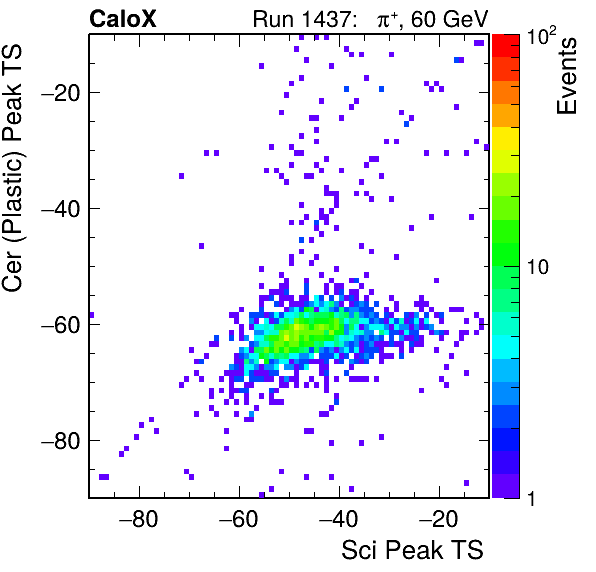 CaloX Run 1437: π⁺, 60 GeV
Cer (Plastic) Peak TS
−20
−40
−60
−80
−80 −60 −40 −20
Sci Peak TS
10²
10
1
Events